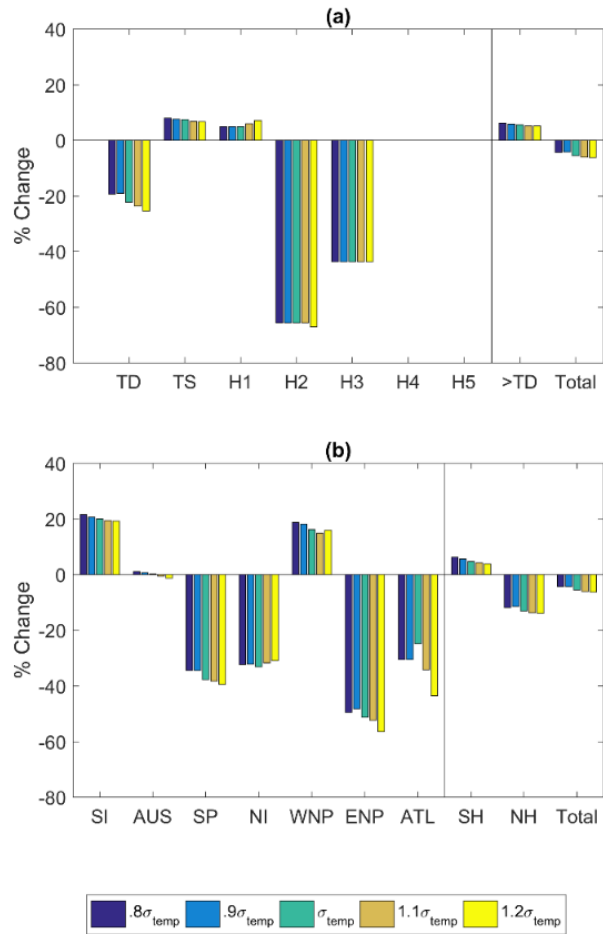 (a)
40
20
0
-20
-40
-60
-80
% Change
TD TS H1 H2 H3 H4 H5 >TD Total
(b)
40
20
0
-20
-40
-60
-80
% Change
SI AUS SP NI WNP ENP ATL SH NH Total
.8σtemp .9σtemp σtemp 1.1σtemp 1.2σtemp